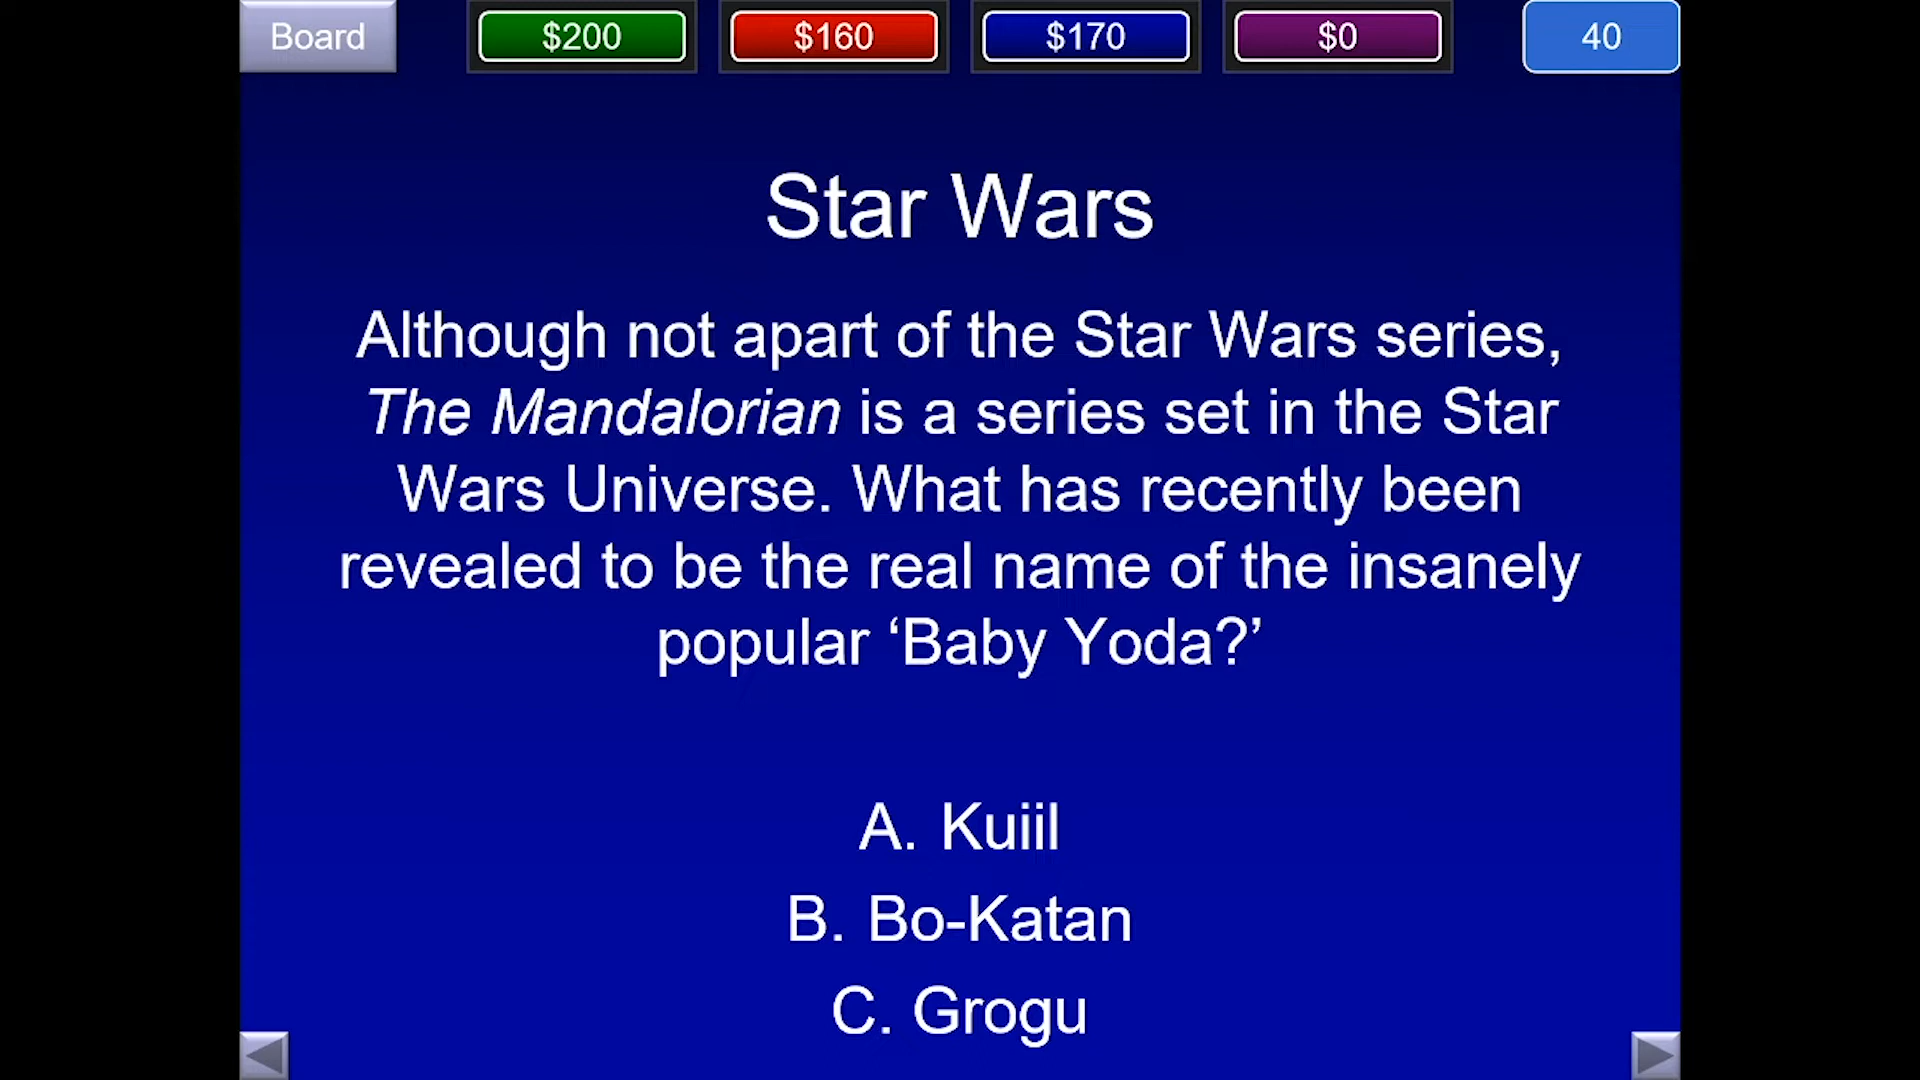 Board
$200
$160
$170
$0
40
Star Wars
Although not apart of the Star Wars series,
The Mandalorian is a series set in the Star
Wars Universe. What has recently been
revealed to be the real name of the insanely
popular ‘Baby Yoda?’
A. Kuiil
B. Bo-Katan
C. Grogu